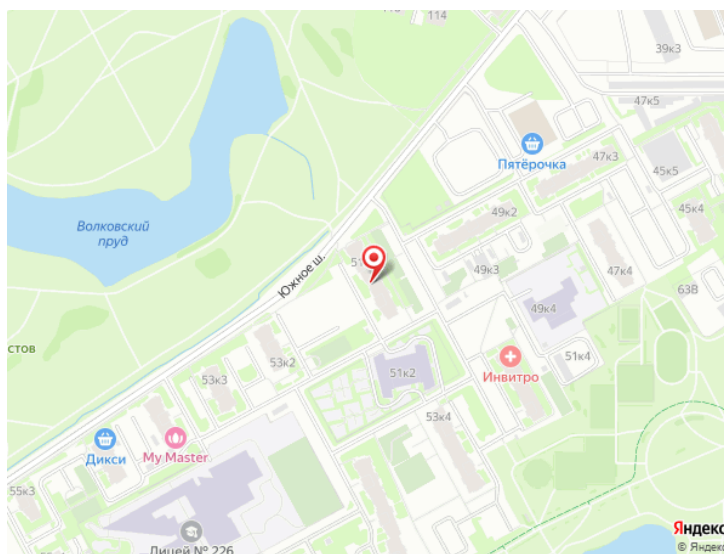 114
39к3
47к5
Пятёрочка
47к3
45к5
49к2
45к4
Волковский
пруд
Южное ш.
49к3
47к4
63В
49к4
стов
53к2
51к4
53к3
51к2
Инвитро
53к4
Дикси
My Master
55к3
Лицей № 226
Яндекс
© Яндекс